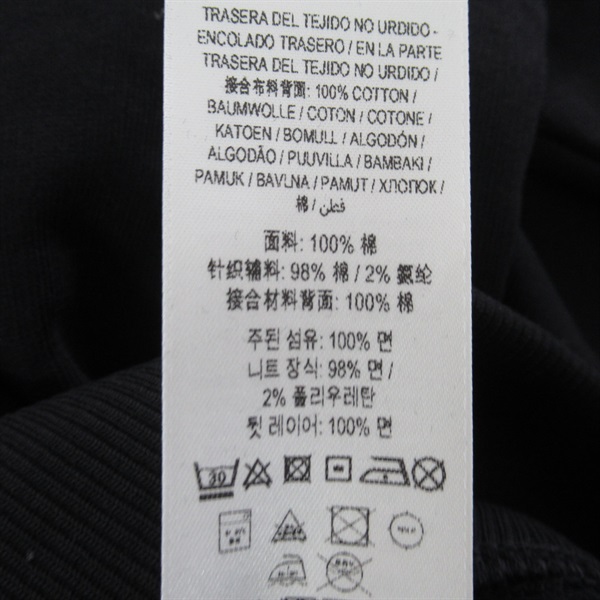 TRASERA DEL TEJIDO NO URDIDO -
ENCOLADO TRASERO / EN LA PARTE
TRASERA DEL TEJIDO NO URDIDO /
接合布料背面: 100% COTTON /
BAUMWOLLE / COTON / COTONE /
KATOEN / BOMULL / ALGODÓN /
ALGODÃO / PUUVILLA / BAMBAKI /
PAMUK / BAVLNA / PAMUT / ХЛОПОК /
棉 / قطن
面料: 100% 棉
针织辅料: 98% 棉 / 2% 氨纶
接合材料背面: 100% 棉
주된 섬유: 100% 면
니트 장식: 98% 면 /
2% 폴리우레탄
뒷 레이어: 100% 면
30